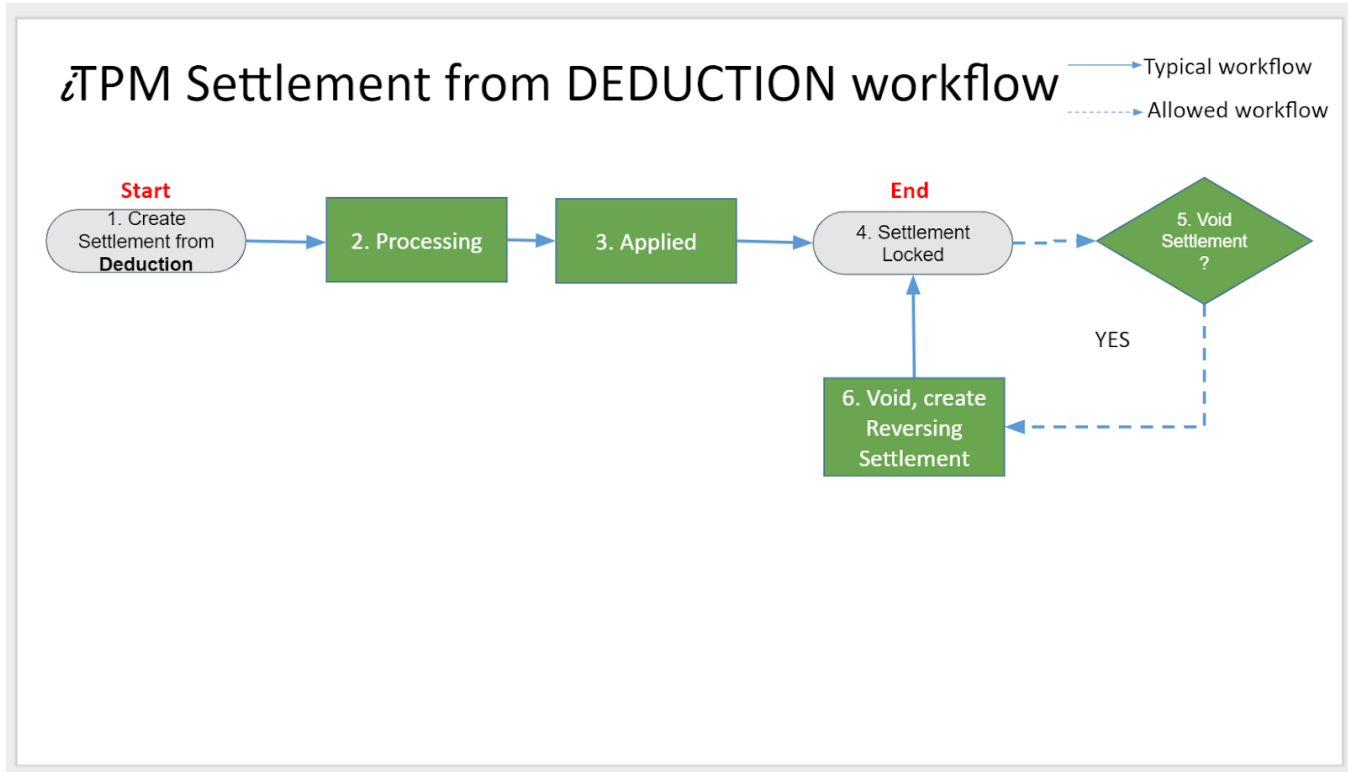 iTPM Settlement from DEDUCTION workflow
Typical workflow
Allowed workflow
Start
1. Create
Settlement from
Deduction
2. Processing
3. Applied
End
4. Settlement
Locked
5. Void
Settlement
?
YES
6. Void, create
Reversing
Settlement